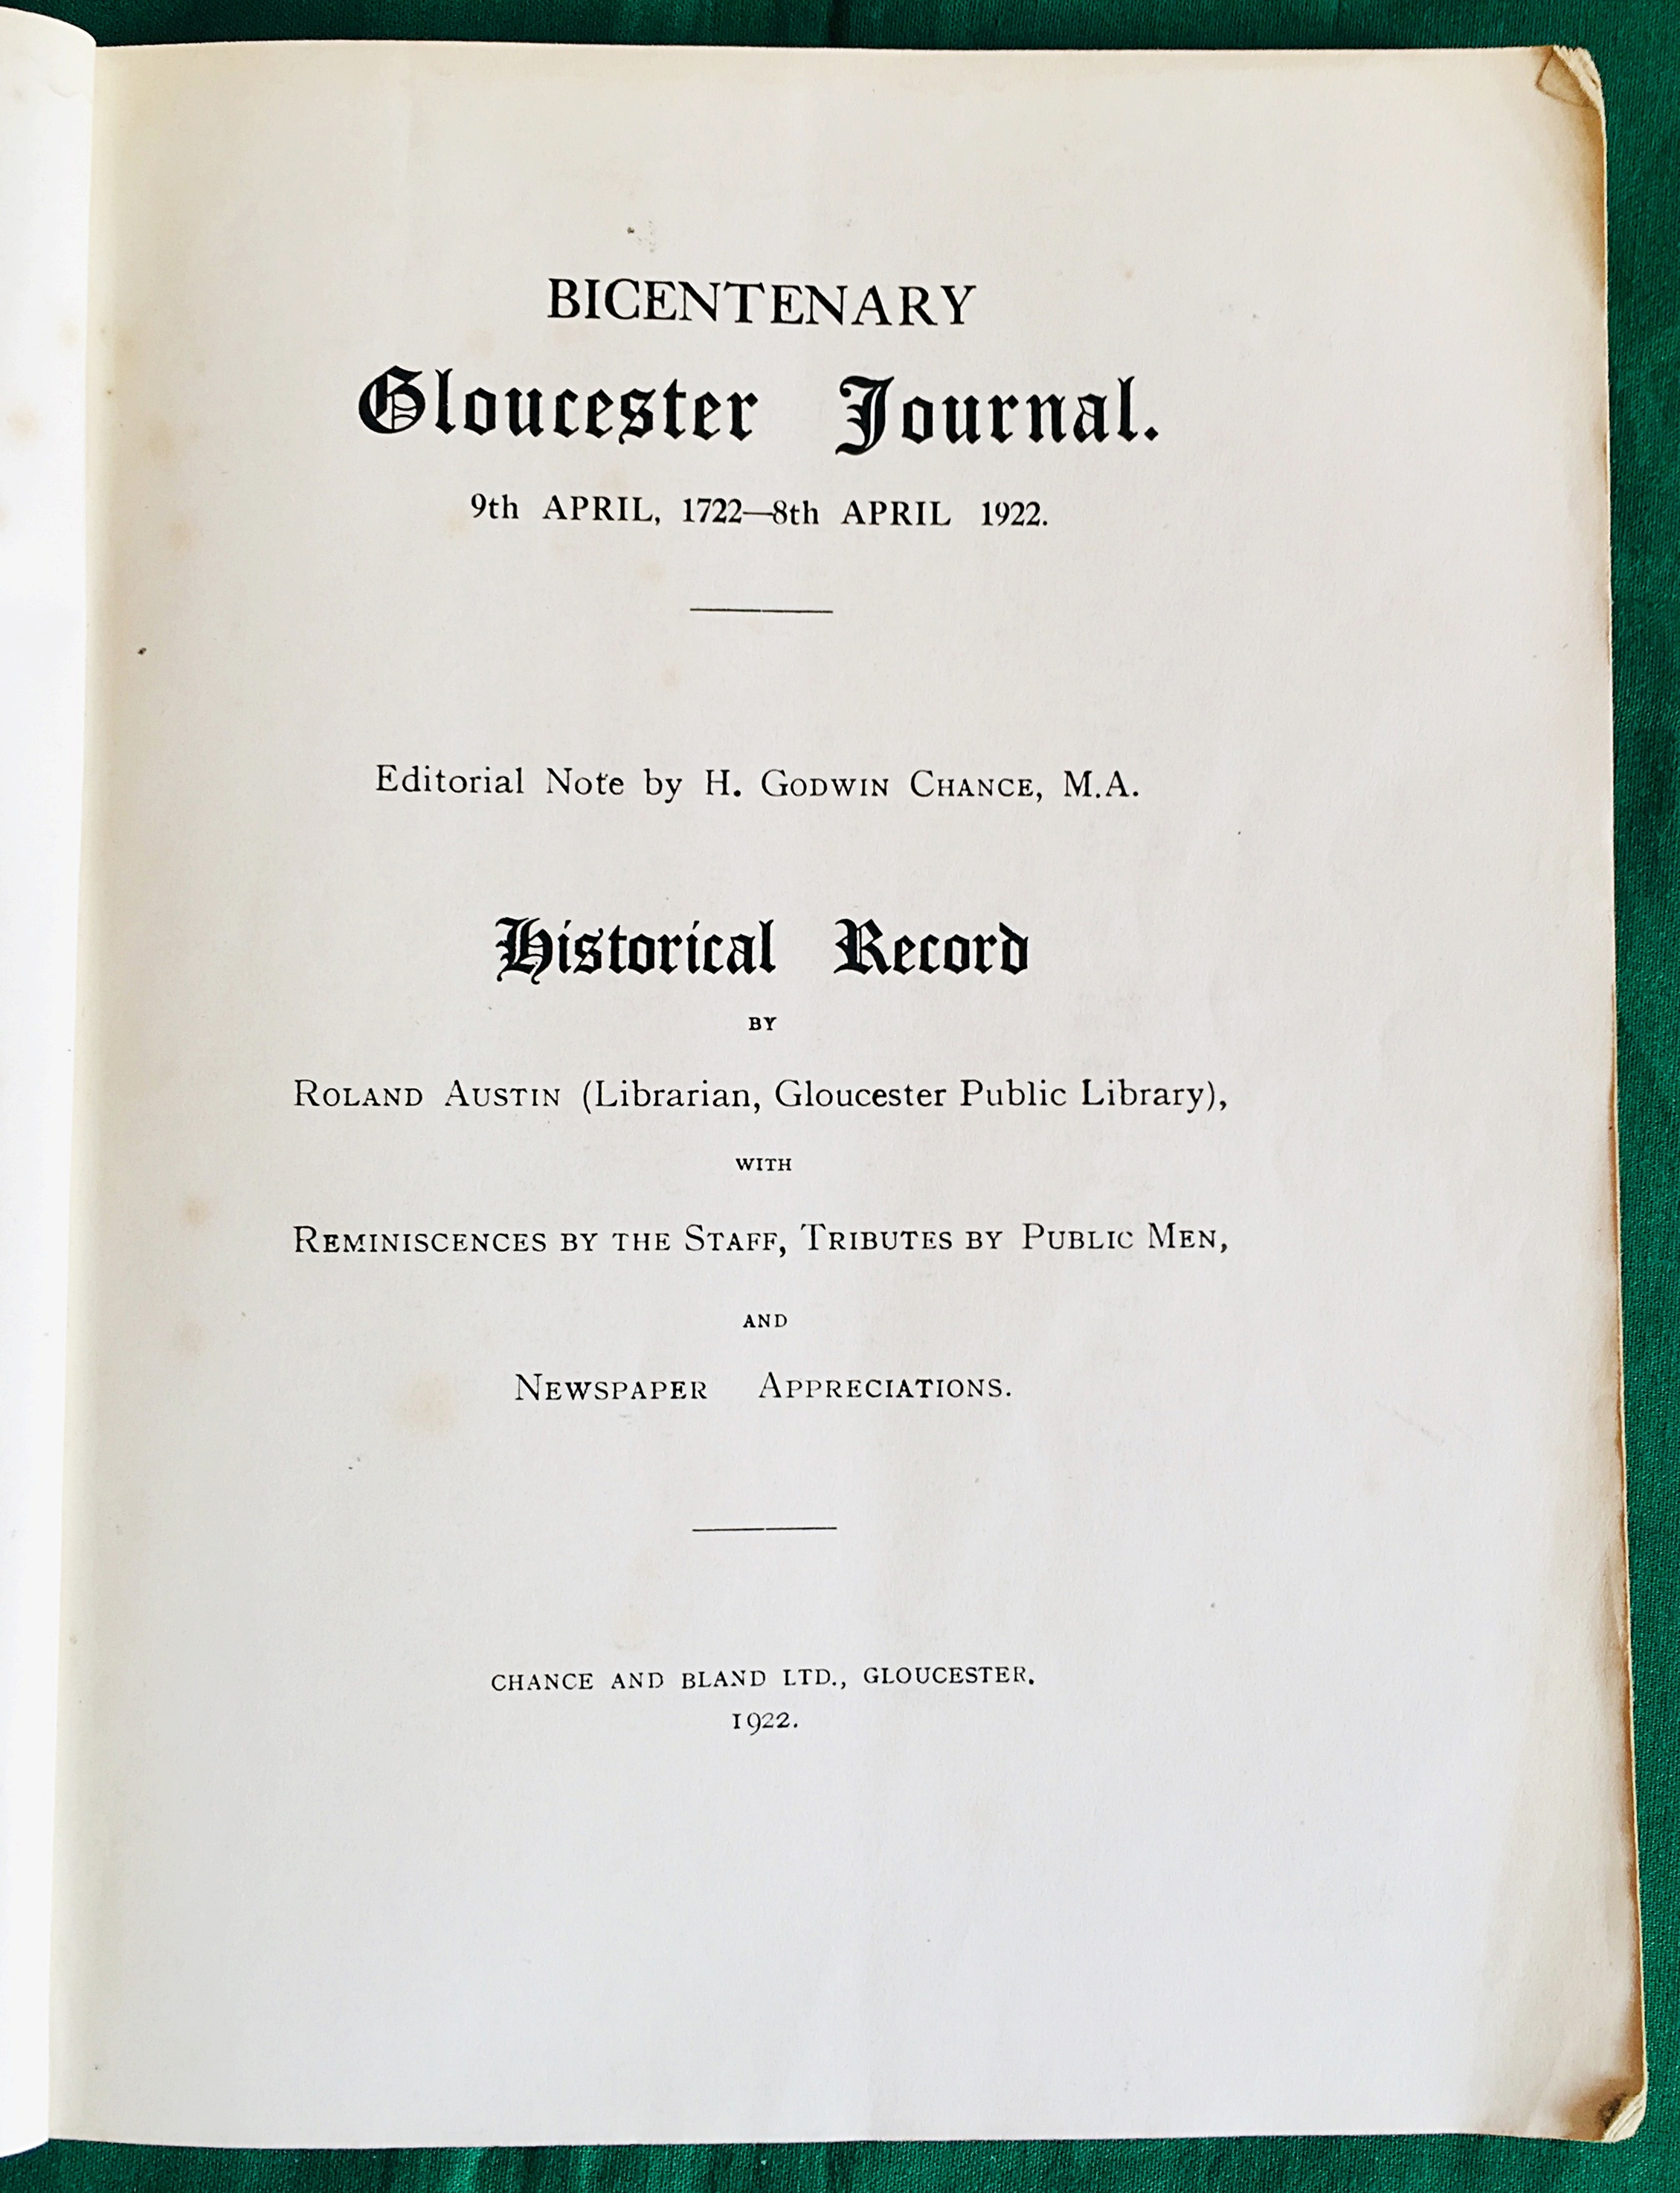 BICENTENARY
Gloucester Journal.
9th APRIL, 1722—8th APRIL 1922.
Editorial Note by H. GODWIN CHANCE, M.A.
Historical Record
BY
ROLAND AUSTIN (Librarian, Gloucester Public Library),
WITH
REMINISCENCES BY THE STAFF, TRIBUTES BY PUBLIC MEN,
AND
NEWSPAPER APPRECIATIONS.
CHANCE AND BLAND LTD., GLOUCESTER.
1922.